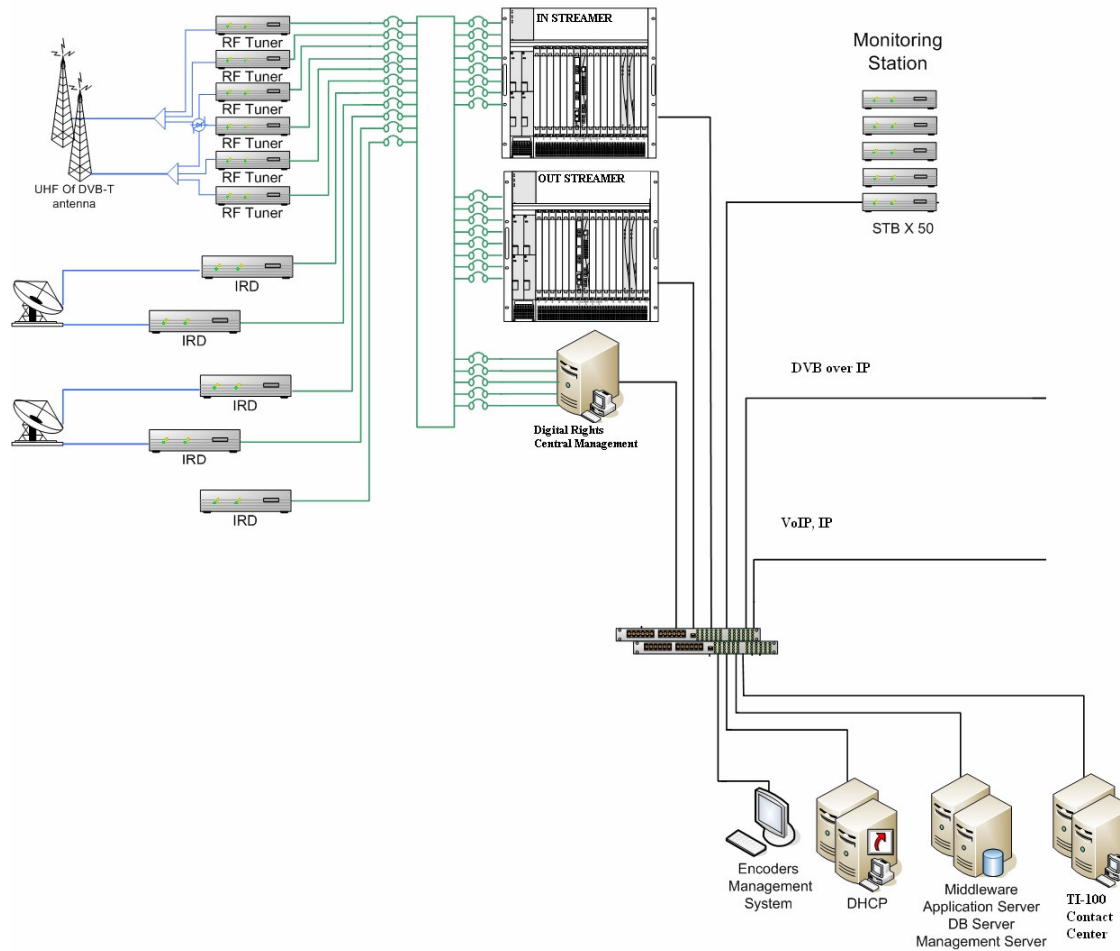 IN STREAMER
RF Tuner
RF Tuner
RF Tuner
RF Tuner
RF Tuner
RF Tuner
UHF Of DVB-T
antenna
Monitoring
Station
STB X 50
OUT STREAMER
IRD
IRD
IRD
IRD
IRD
Digital Rights
Central Management
DVB over IP
VoIP, IP
Encoders
Management
System
DHCP
Middleware
Application Server
DB Server
Management Server
TI-100
Contact
Center